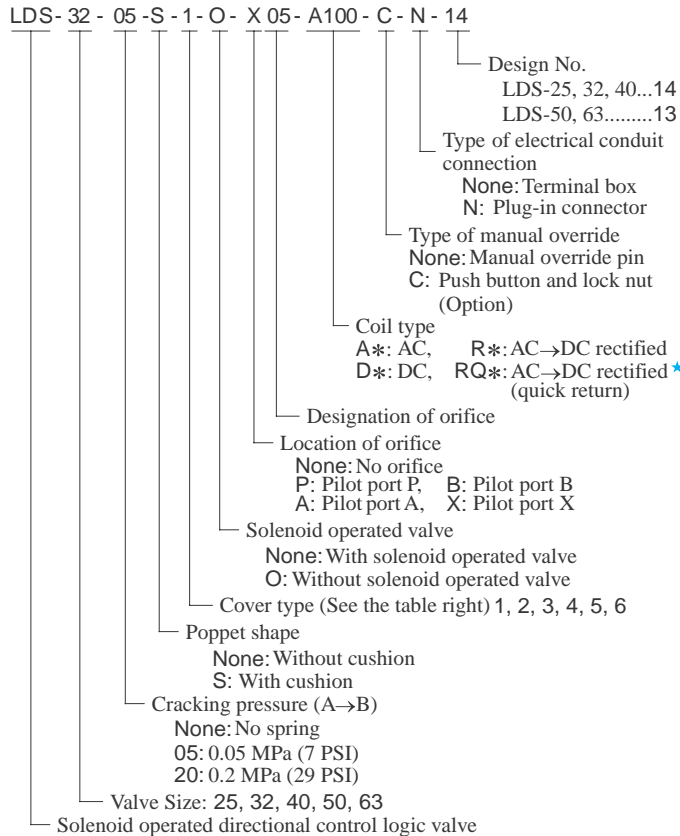 LDS - 32 - 05 - S - 1 - O - X 05 - A100 - C - N - 14
Design No.
LDS-25, 32, 40...14
LDS-50, 63.........13
Type of electrical conduit
connection
None: Terminal box
N: Plug-in connector
Type of manual override
None: Manual override pin
C: Push button and lock nut
(Option)
Coil type
A∗: AC, R∗: AC→DC rectified
D∗: DC, RQ∗: AC→DC rectified ★
(quick return)
Designation of orifice
Location of orifice
None: No orifice
P: Pilot port P, B: Pilot port B
A: Pilot port A, X: Pilot port X
Solenoid operated valve
None: With solenoid operated valve
O: Without solenoid operated valve
Cover type (See the table right) 1, 2, 3, 4, 5, 6
Poppet shape
None: Without cushion
S: With cushion
Cracking pressure (A→B)
None: No spring
05: 0.05 MPa (7 PSI)
20: 0.2 MPa (29 PSI)
Valve Size: 25, 32, 40, 50, 63
Solenoid operated directional control logic valve